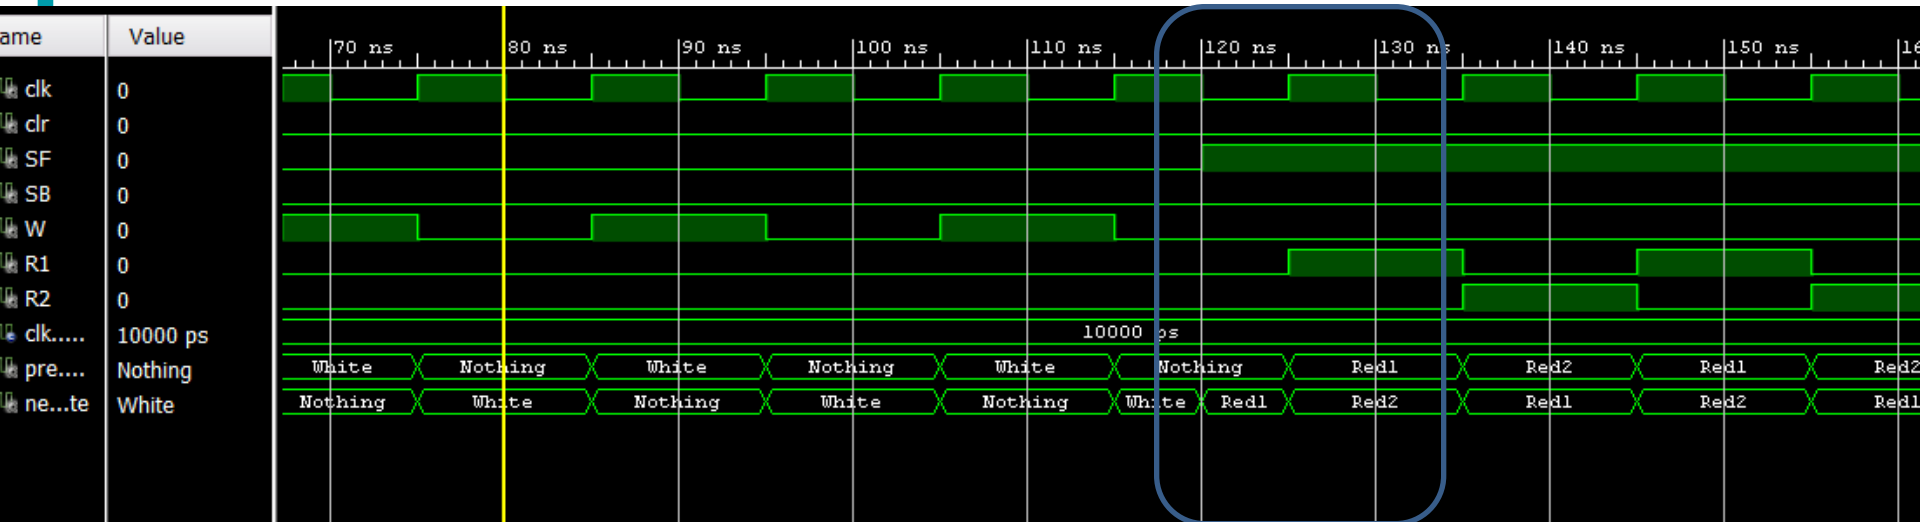 ame Value
70 ns 80 ns 90 ns 100 ns 110 ns 120 ns 130 ns 140 ns 150 ns 16
clk 0
clr 0
SF 0
SB 0
W 0
R1 0
R2 0
clk..... 10000 ps 10000 ps
pre.... Nothing White Nothing White Nothing White Nothing Red1 Red2 Red1 Red2
ne...te White Nothing White Nothing White Nothing White Red1 Red2 Red1 Red2 Red1